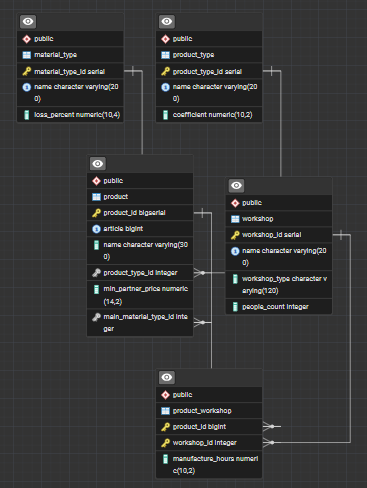 public
material_type
material_type_id serial
name character varying(20
0)
loss_percent numeric(10,4)
public
product_type
product_type_id serial
name character varying(20
0)
coefficient numeric(10,2)
public
product
product_id bigserial
article bigint
name character varying(30
0)
product_type_id integer
min_partner_price numeric
(14,2)
main_material_type_id inte
ger
public
workshop
workshop_id serial
name character varying(20
0)
workshop_type character v
arying(120)
people_count integer
public
product_workshop
product_id bigint
workshop_id integer
manufacture_hours numeri
c(10,2)